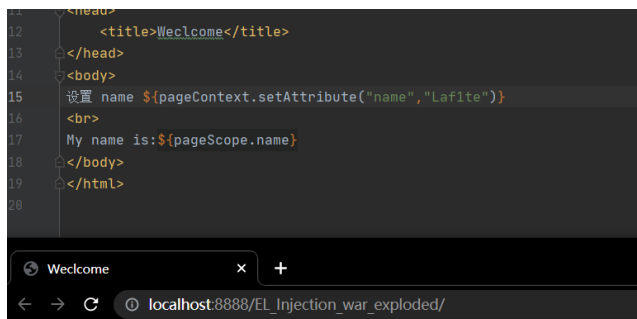 11 <head>
12 <title>Weclcome</title>
13 </head>
14 <body>
15 设置 name ${pageContext.setAttribute("name","Laf1te")}
16 <br>
17 My name is:${pageScope.name}
18 </body>
19 </html>
20
Weclcome
localhost:8888/EL_Injection_war_exploded/